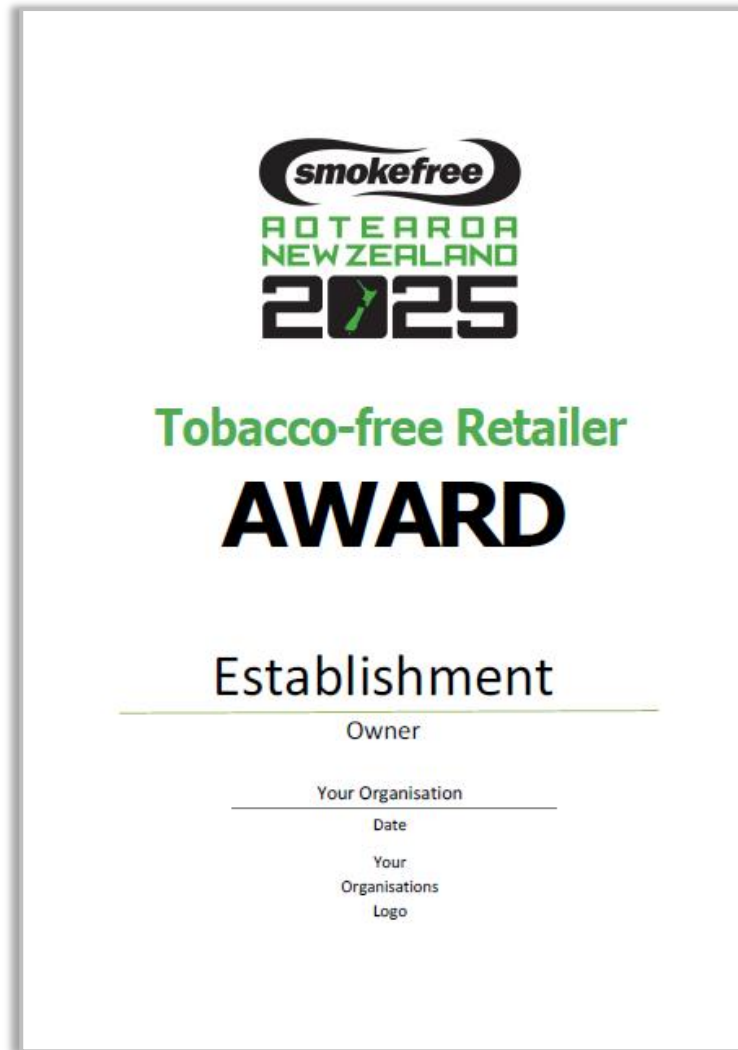 smokefree
AOTEAROA
NEW ZEALAND
2025
Tobacco-free Retailer
AWARD
Establishment
Owner
Your Organisation
Date
Your
Organisations
Logo